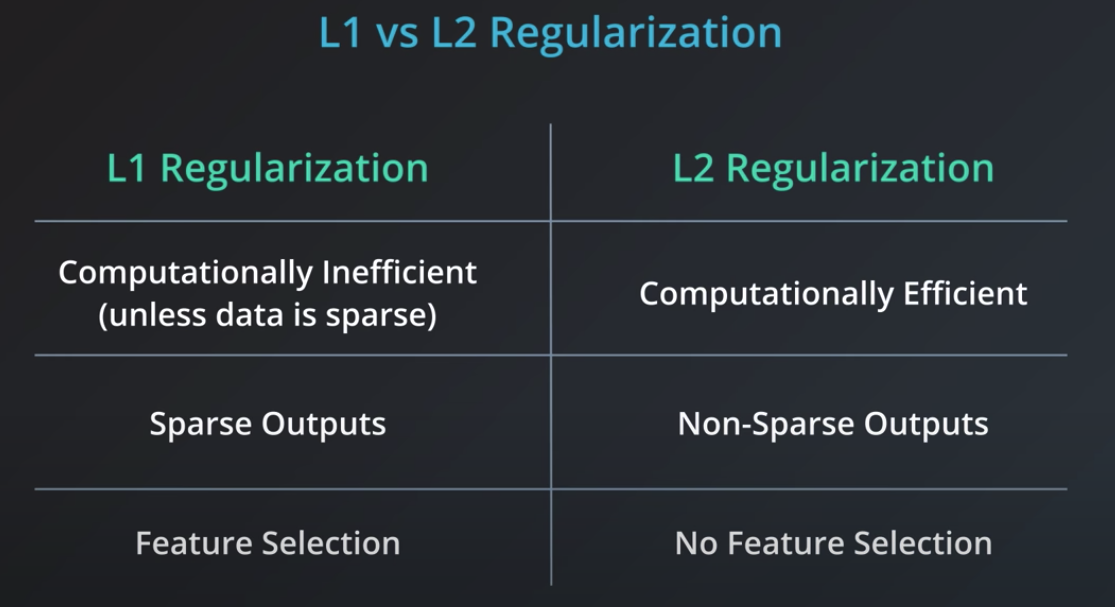 L1 vs L2 Regularization
L1 Regularization
L2 Regularization
Computationally Inefficient
(unless data is sparse)
Computationally Efficient
Sparse Outputs
Non-Sparse Outputs
Feature Selection
No Feature Selection